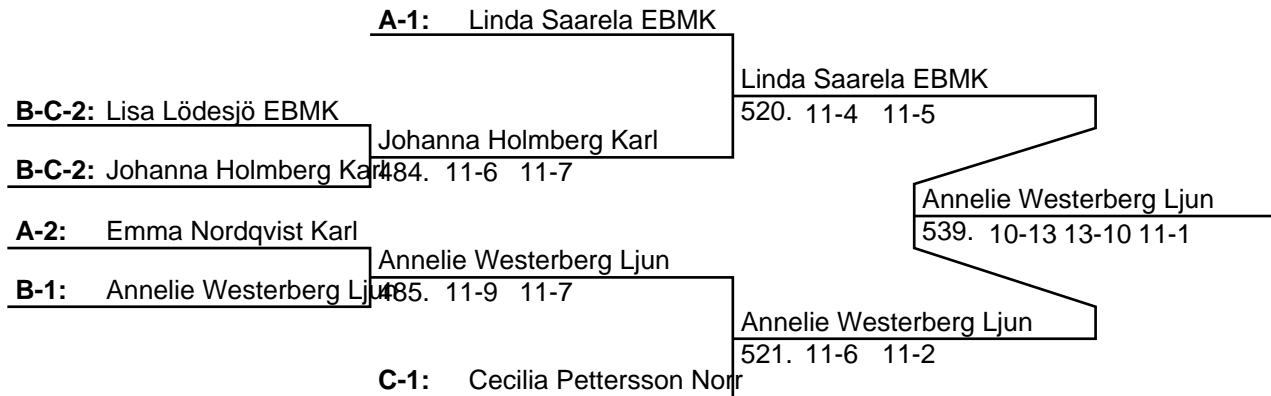 A-1: Linda Saarela EBMK
Linda Saarela EBMK
520. 11-4 11-5
B-C-2: Lisa Lödesjö EBMK
Johanna Holmberg Karl
B-C-2: Johanna Holmberg Karl
484. 11-6 11-7
A-2: Emma Nordqvist Karl
Annelie Westerberg Ljun
539. 10-13 13-10 11-1
Annelie Westerberg Ljun
B-1: Annelie Westerberg Ljun
485. 11-9 11-7
Annelie Westerberg Ljun
521. 11-6 11-2
C-1: Cecilia Pettersson Norr